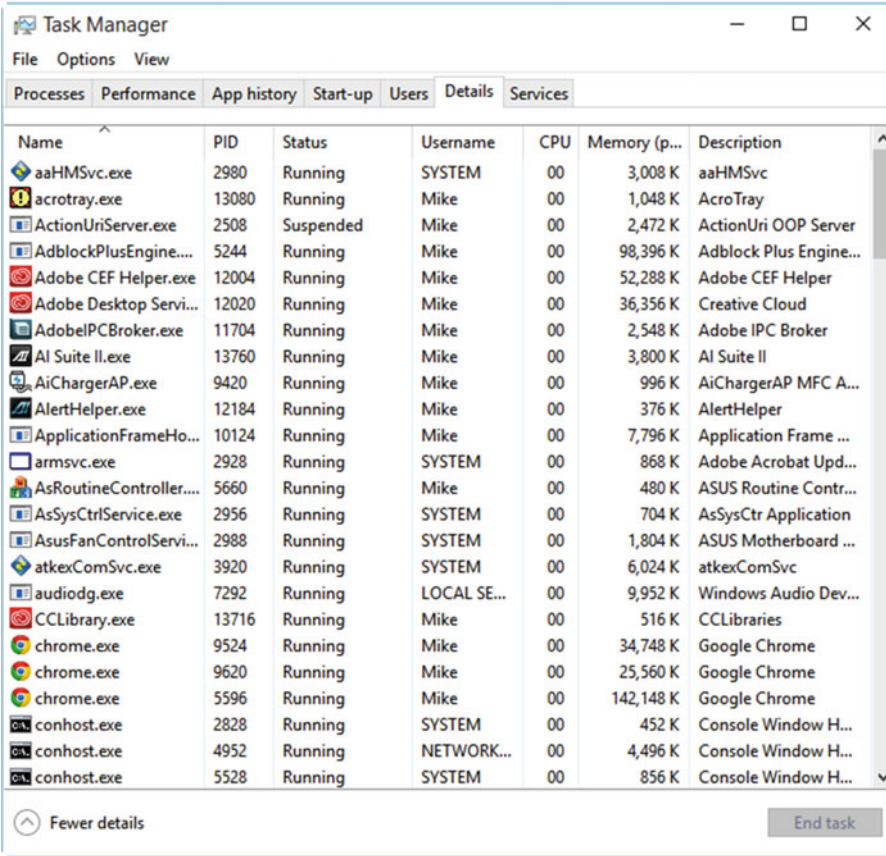 Task Manager
File Options View
Processes Performance App history Start-up Users Details Services
Name PID Status Username CPU Memory (p... Description
aaHMSvc.exe 2980 Running SYSTEM 00 3,008 K aaHMSvc
acrotray.exe 13080 Running Mike 00 1,048 K AcroTray
ActionUriServer.exe 2508 Suspended Mike 00 2,472 K ActionUri OOP Server
AdblockPlusEngine.... 5244 Running Mike 00 98,396 K Adblock Plus Engine...
Adobe CEF Helper.exe 12004 Running Mike 00 52,288 K Adobe CEF Helper
Adobe Desktop Servi... 12020 Running Mike 00 36,356 K Creative Cloud
AdobeIPCBroker.exe 11704 Running Mike 00 2,548 K Adobe IPC Broker
AI Suite II.exe 13760 Running Mike 00 3,800 K AI Suite II
AiChargerAP.exe 9420 Running Mike 00 996 K AiChargerAP MFC A...
AlertHelper.exe 12184 Running Mike 00 376 K AlertHelper
ApplicationFrameHo... 10124 Running Mike 00 7,796 K Application Frame ...
armsvc.exe 2928 Running SYSTEM 00 868 K Adobe Acrobat Upd...
AsRoutineController.... 5660 Running Mike 00 480 K ASUS Routine Contr...
AsSysCtrlService.exe 2956 Running SYSTEM 00 704 K AsSysCtr Application
AsusFanControlServi... 2988 Running SYSTEM 00 1,804 K ASUS Motherboard ...
atkexComSvc.exe 3920 Running SYSTEM 00 6,024 K atkexComSvc
audiodg.exe 7292 Running LOCAL SE... 00 9,952 K Windows Audio Dev...
CCLibrary.exe 13716 Running Mike 00 516 K CCLibraries
chrome.exe 9524 Running Mike 00 34,748 K Google Chrome
chrome.exe 9620 Running Mike 00 25,560 K Google Chrome
chrome.exe 5596 Running Mike 00 142,148 K Google Chrome
conhost.exe 2828 Running SYSTEM 00 452 K Console Window H...
conhost.exe 4952 Running NETWORK... 00 4,496 K Console Window H...
conhost.exe 5528 Running SYSTEM 00 856 K Console Window H...
Fewer details End task